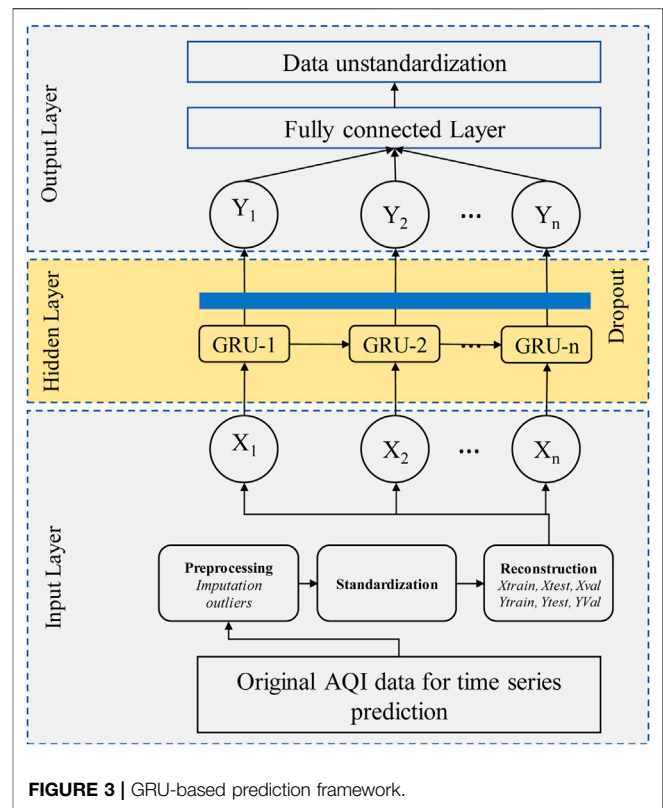 Data unstandardization
Fully connected Layer
Output Layer
Y1
Y2
...
Yn
Hidden Layer
Dropout
GRU-1
GRU-2
...
GRU-n
X1
X2
...
Xn
Input Layer
Preprocessing
Imputation
outliers
Standardization
Reconstruction
Xtrain, Xtest, Xval
Ytrain, Ytest, YVal
Original AQI data for time series
prediction
FIGURE 3 | GRU-based prediction framework.